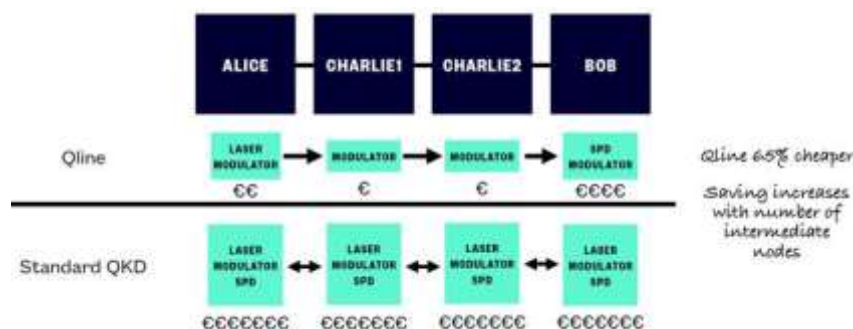 ALICE
CHARLIE1
CHARLIE2
BOB
Qline
LASER
MODULATOR
MODULATOR
MODULATOR
SPD
MODULATOR
€€
€
€
€€€€
Qline 65% cheaper
Saving increases
with number of
intermediate
nodes
Standard QKD
LASER
MODULATOR
SPD
LASER
MODULATOR
SPD
LASER
MODULATOR
SPD
LASER
MODULATOR
SPD
€€€€€€€
€€€€€€€
€€€€€€€
€€€€€€€